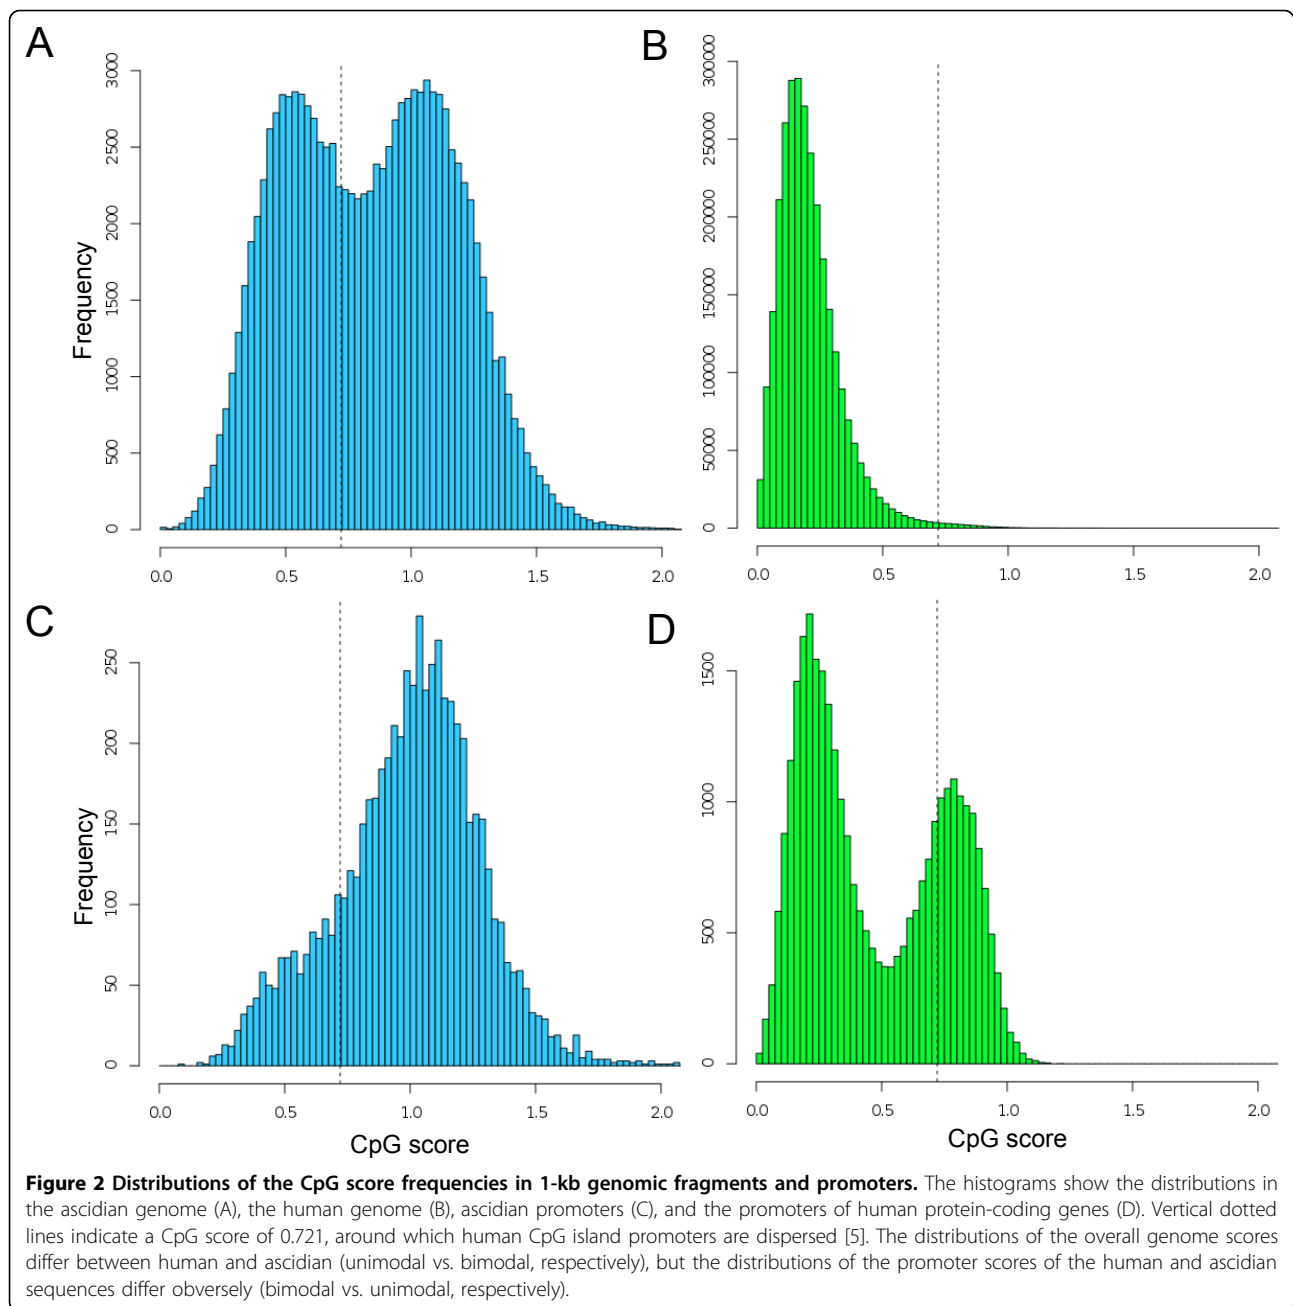 A
B
Frequency
0
500
1000
1500
2000
2500
3000
0.0 0.5 1.0 1.5 2.0
0
50000
100000
150000
200000
250000
300000
0.0 0.5 1.0 1.5 2.0
C
D
Frequency
0
50
100
150
200
250
0.0 0.5 1.0 1.5 2.0
CpG score
0
500
1000
1500
0.0 0.5 1.0 1.5 2.0
CpG score
Figure 2 Distributions of the CpG score frequencies in 1-kb genomic fragments and promoters. The histograms show the distributions in
the ascidian genome (A), the human genome (B), ascidian promoters (C), and the promoters of human protein-coding genes (D). Vertical dotted
lines indicate a CpG score of 0.721, around which human CpG island promoters are dispersed [5]. The distributions of the overall genome scores
differ between human and ascidian (unimodal vs. bimodal, respectively), but the distributions of the promoter scores of the human and ascidian
sequences differ obversely (bimodal vs. unimodal, respectively).